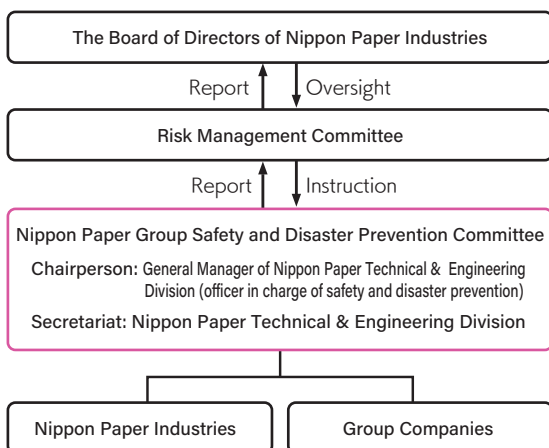 The Board of Directors of Nippon Paper Industries
Report
Oversight
Risk Management Committee
Report
Instruction
Nippon Paper Group Safety and Disaster Prevention Committee
Chairperson: General Manager of Nippon Paper Technical & Engineering
Division (officer in charge of safety and disaster prevention)
Secretariat: Nippon Paper Technical & Engineering Division
Nippon Paper Industries
Group Companies